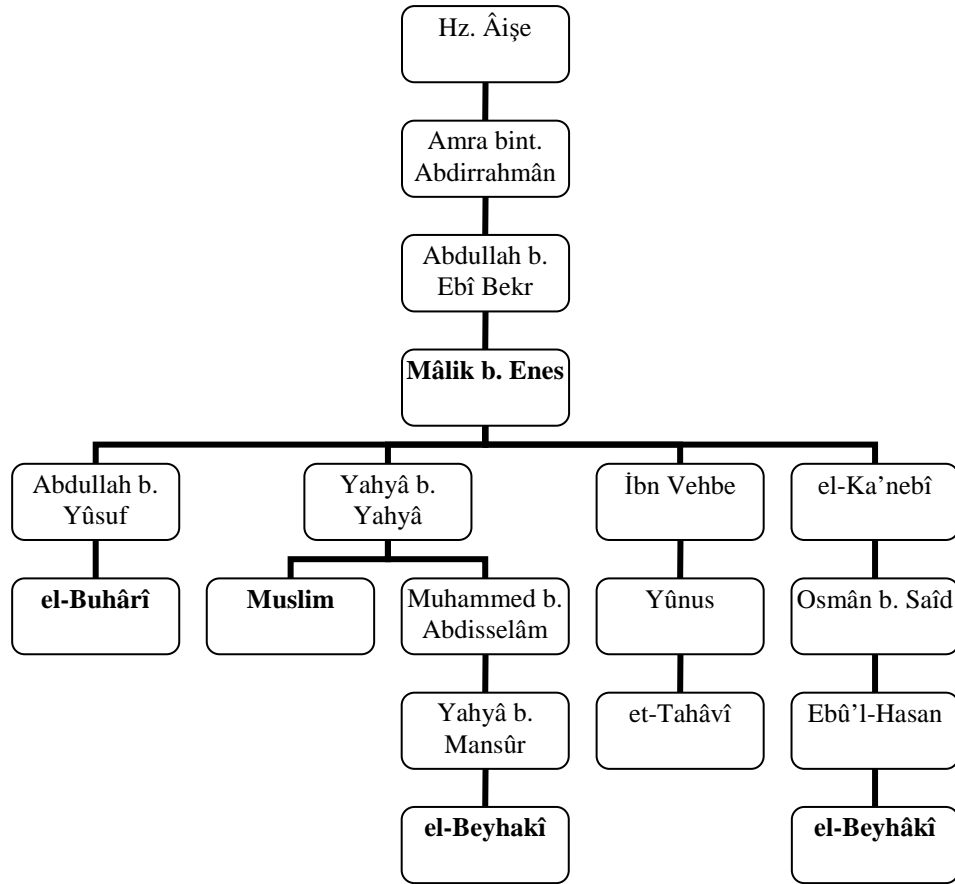 Hz. Âişe
Amra bint.
Abdirrahmân
Abdullah b.
Ebî Bekr
Mâlik b. Enes
Abdullah b.
Yûsuf
Yahyâ b.
Yahyâ
İbn Vehbe
el-Ka’nebî
el-Buhârî
Muslim
Muhammed b.
Abdisselâm
Yûnus
Osmân b. Saîd
Yahyâ b.
Mansûr
et-Tahâvî
Ebû’l-Hasan
el-Beyhakî
el-Beyhâkî